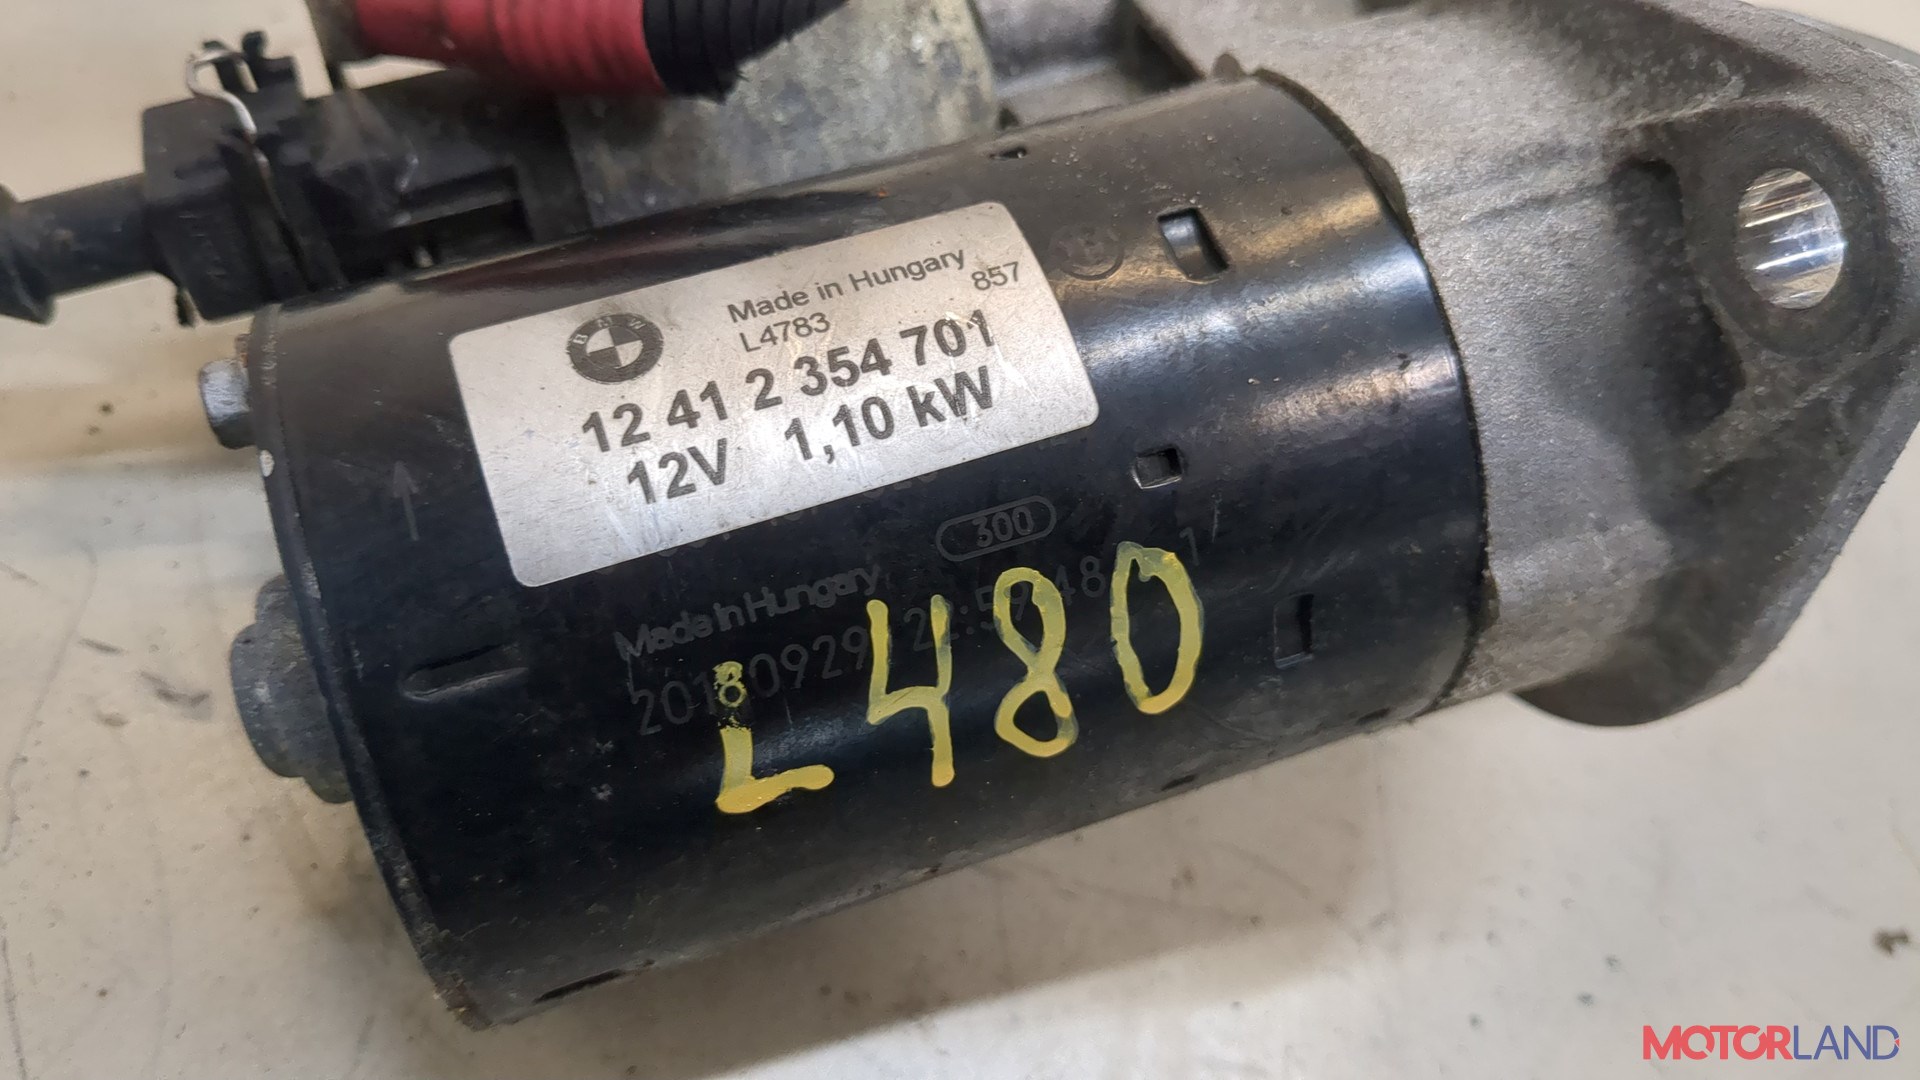 BMW
Made in Hungary
857
L4783
12 41 2 354 701
12V 1,10 kW
300
Made in Hungary
L480
MOTORLAND